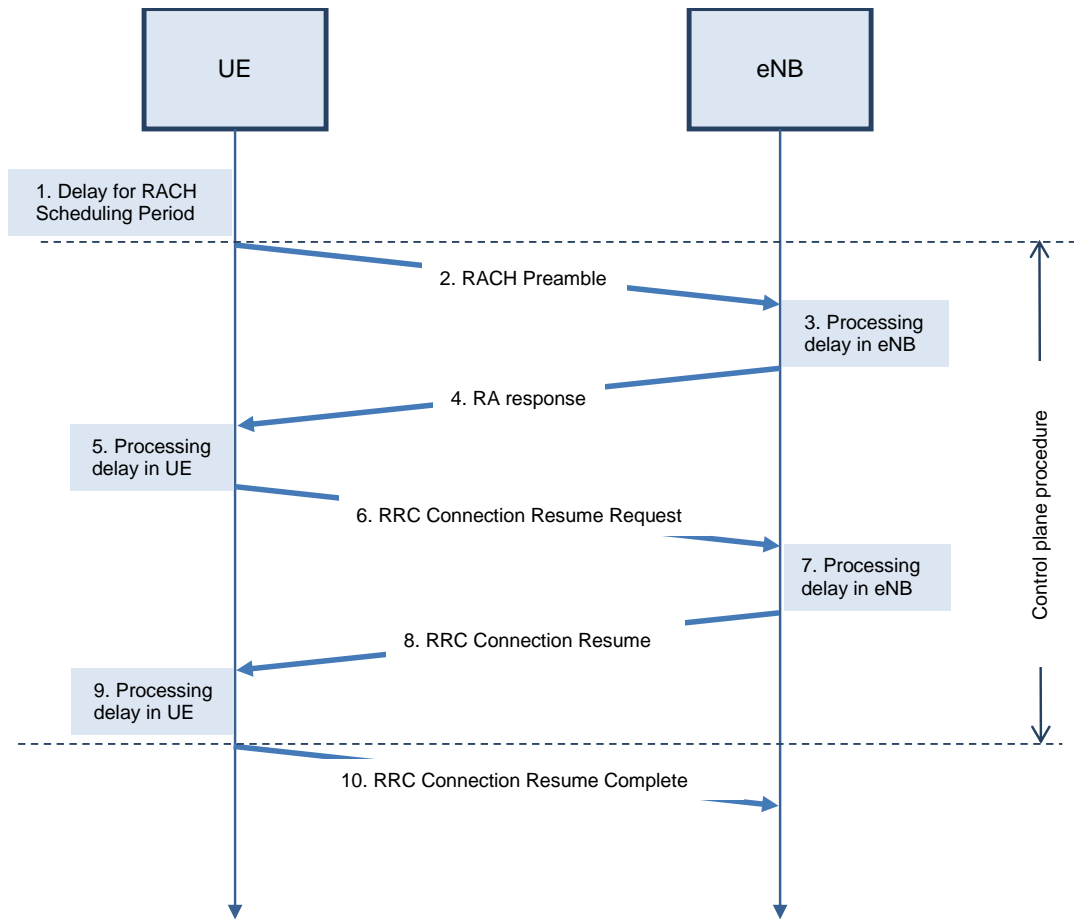 UE
eNB
1. Delay for RACH
Scheduling Period
2. RACH Preamble
3. Processing
delay in eNB
4. RA response
5. Processing
delay in UE
6. RRC Connection Resume Request
7. Processing
delay in eNB
8. RRC Connection Resume
9. Processing
delay in UE
10. RRC Connection Resume Complete
Control plane procedure